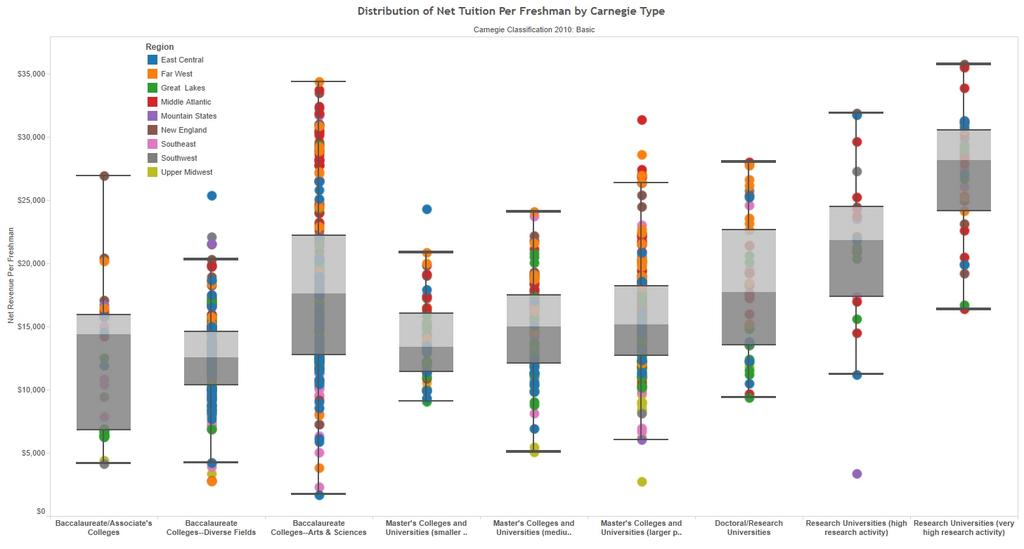 Distribution of Net Tuition Per Freshman by Carnegie Type
Carnegie Classification 2010: Basic
Region
East Central
Far West
Great Lakes
Middle Atlantic
Mountain States
New England
Southeast
Southwest
Upper Midwest
Net Revenue Per Freshman
$35,000
$30,000
$25,000
$20,000
$15,000
$10,000
$5,000
$0
Baccalaureate/Associate's
Colleges
Baccalaureate
Colleges--Diverse Fields
Baccalaureate
Colleges--Arts & Sciences
Master's Colleges and
Universities (smaller ..
Master's Colleges and
Universities (mediu..
Master's Colleges and
Universities (larger p..
Doctoral/Research
Universities
Research Universities (high
research activity)
Research Universities (very
high research activity)